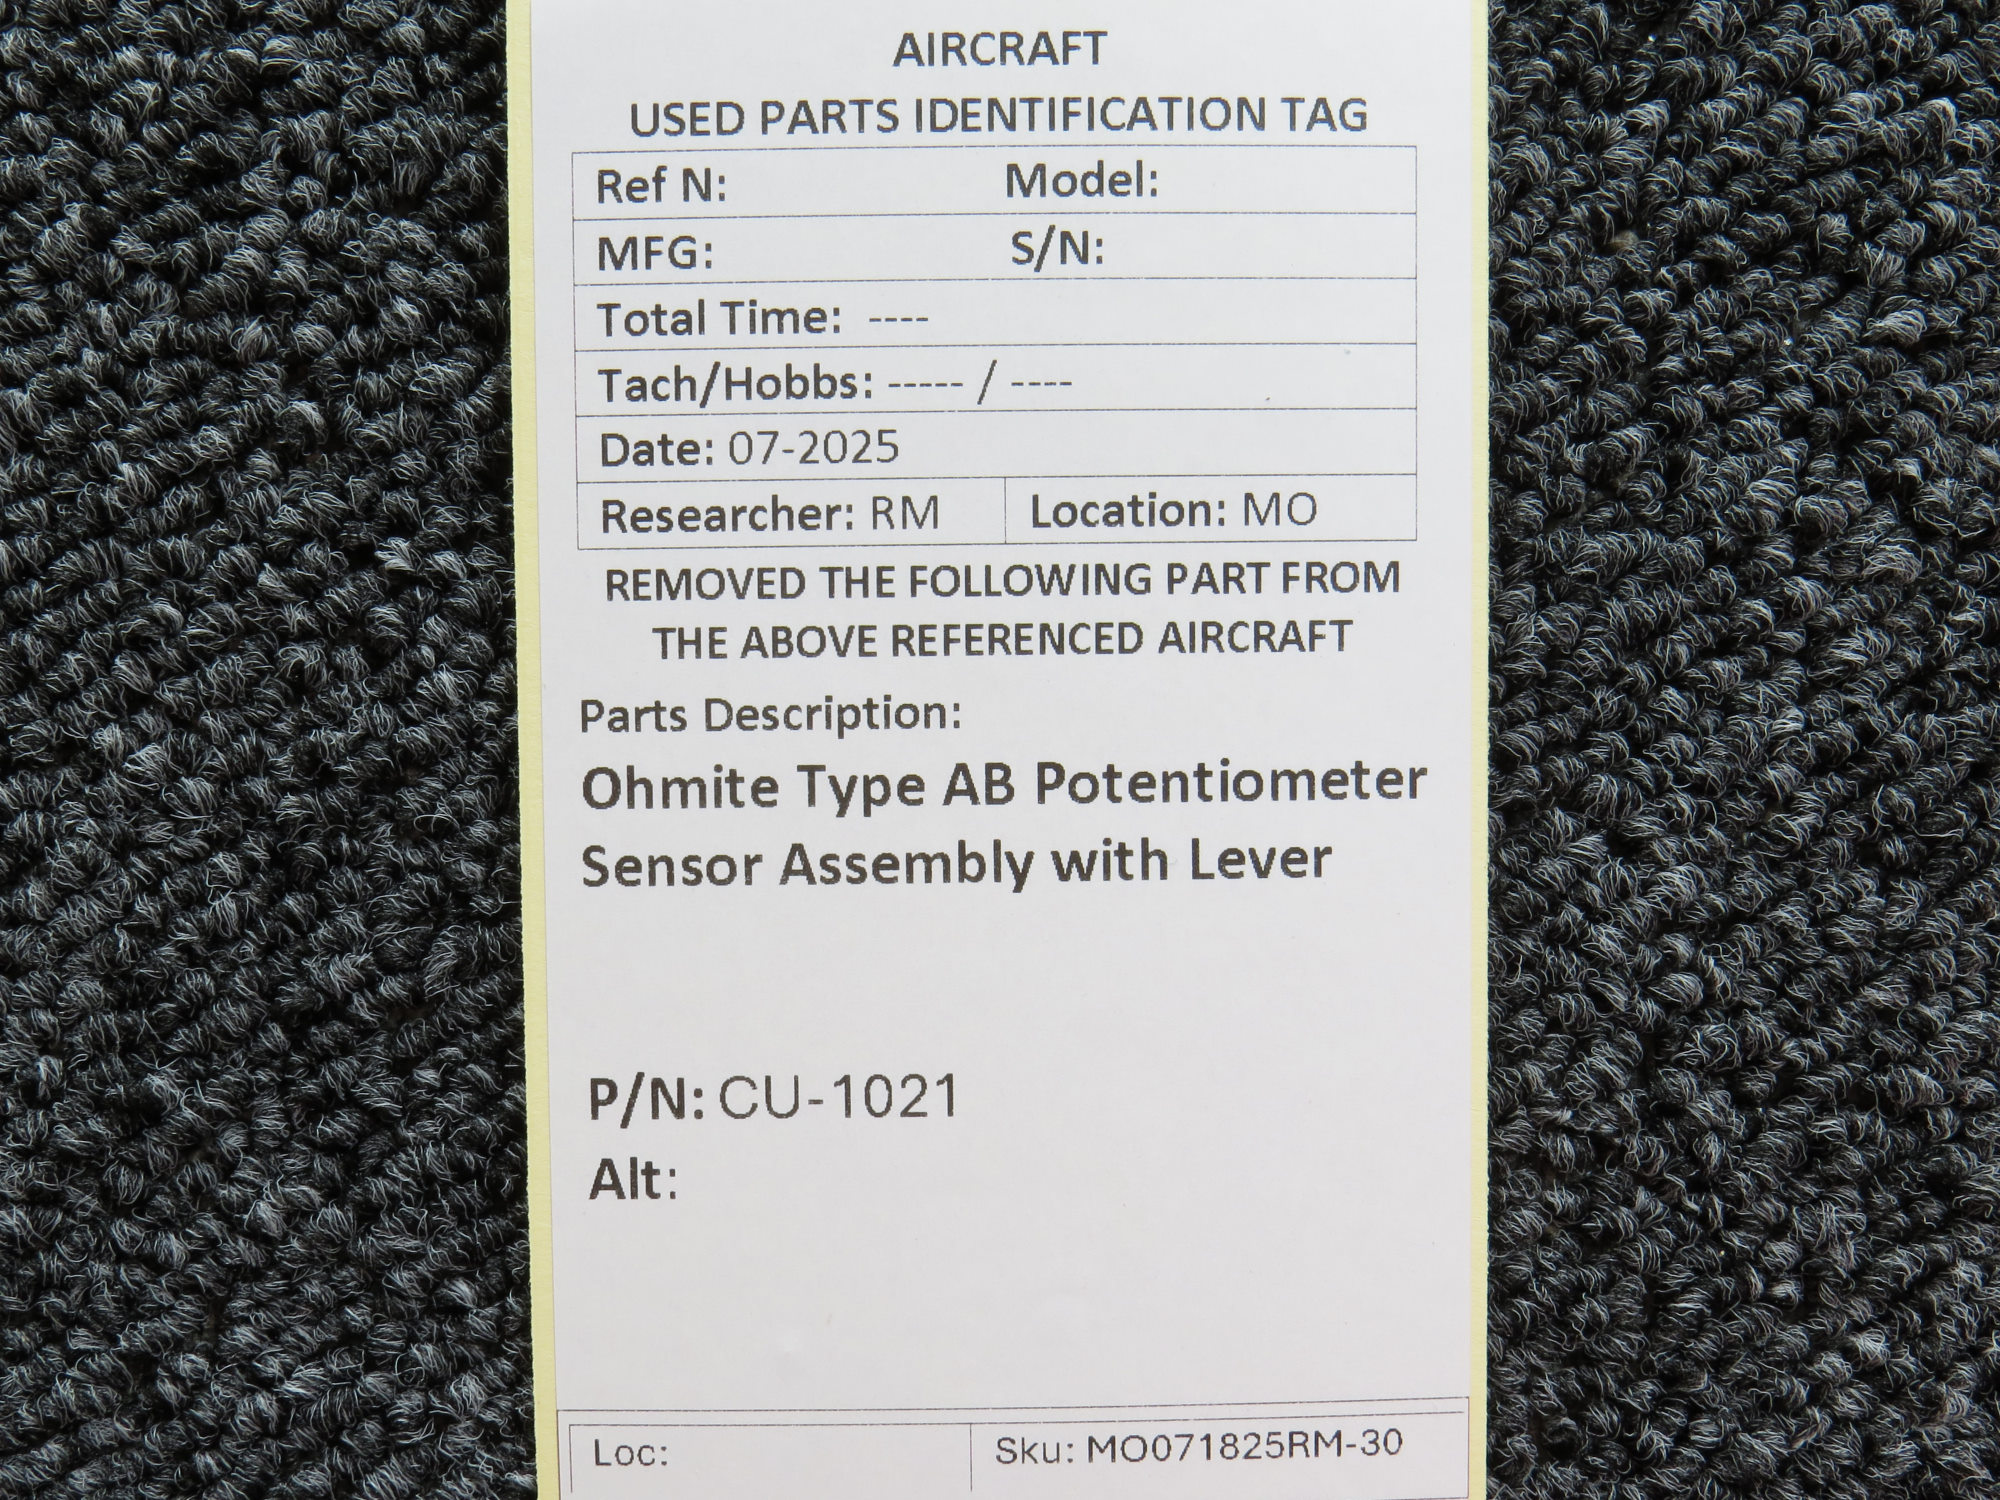 AIRCRAFT
USED PARTS IDENTIFICATION TAG
Ref N: Model:
MFG: S/N:
Total Time: ----
Tach/Hobbs: ----- / ----
Date: 07-2025
Researcher: RM Location: MO
REMOVED THE FOLLOWING PART FROM
THE ABOVE REFERENCED AIRCRAFT
Parts Description:
Ohmite Type AB Potentiometer
Sensor Assembly with Lever
P/N: CU-1021
Alt:
Loc: Sku: MO071825RM-30